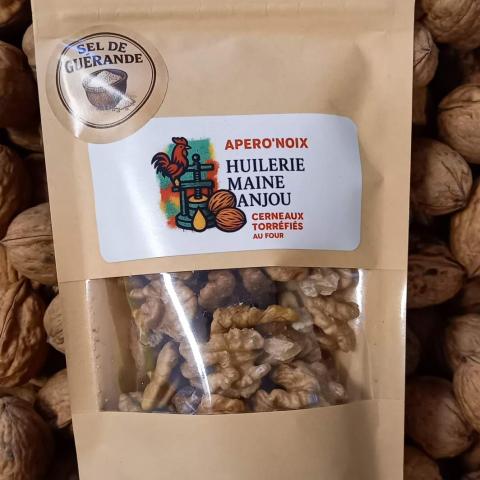 SEL DE
GUÉRANDE
APERO'NOIX
HUILERIE
MAINE
ANJOU
CERNEAUX
TORRÉFIÉS
AU FOUR